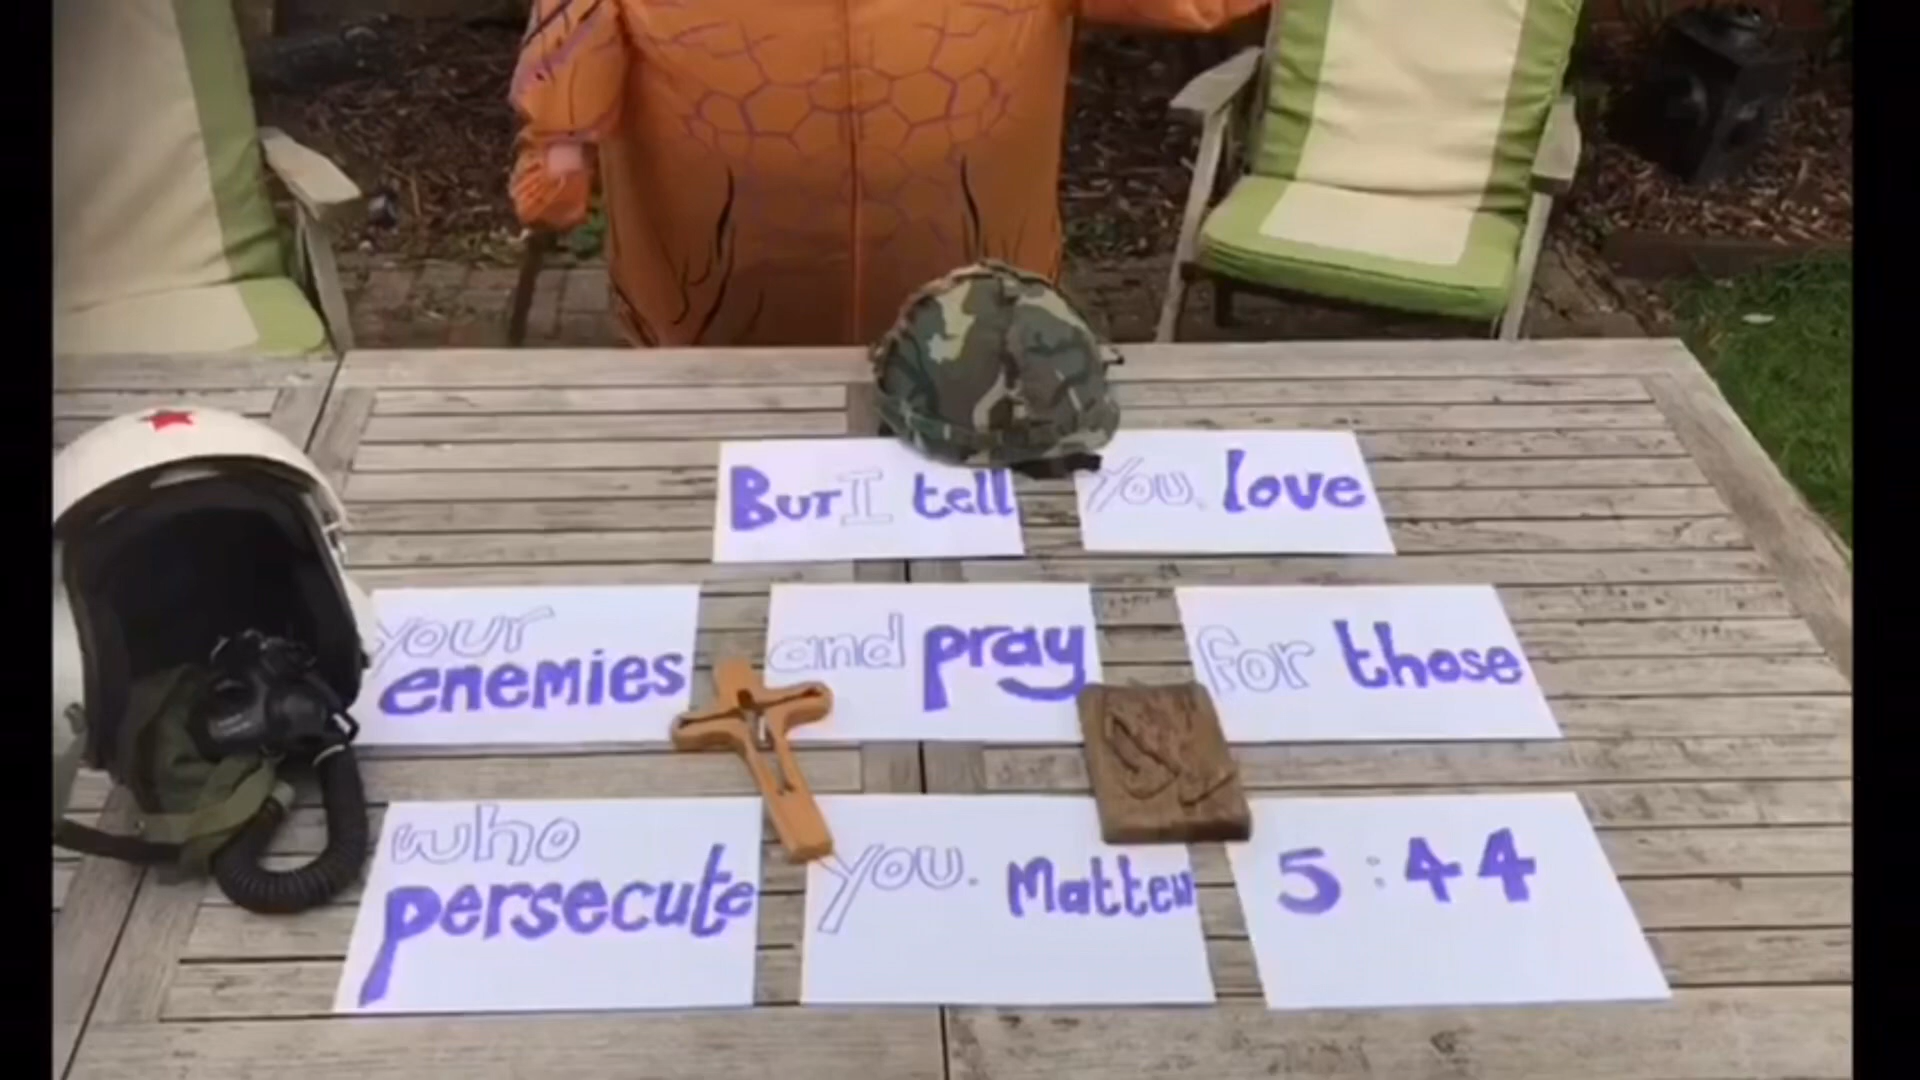 But I tell You. love
your enemies and pray for those
who persecute you. Mattew 5:44